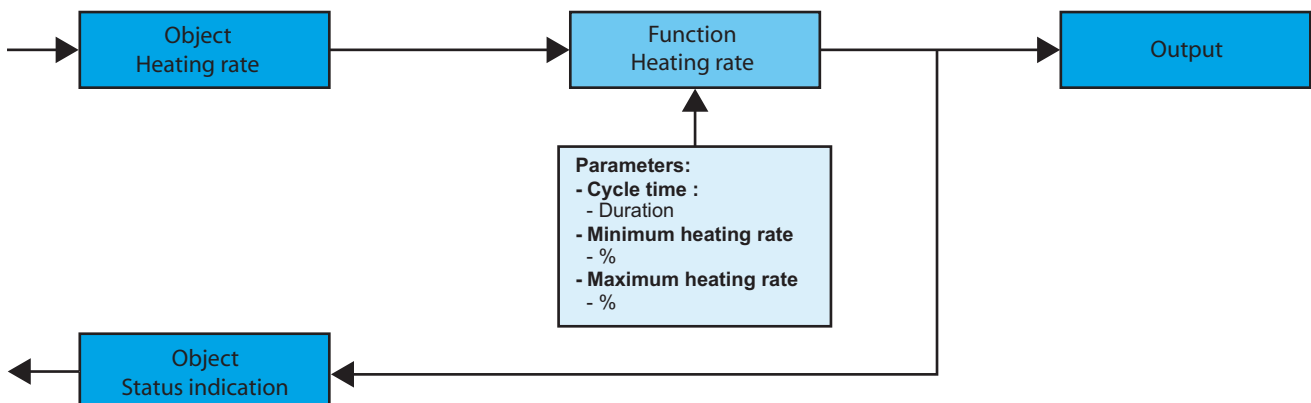 Object
Heating rate
Function
Heating rate
Output
Parameters:
- Cycle time :
- Duration
- Minimum heating rate
- %
- Maximum heating rate
- %
Object
Status indication